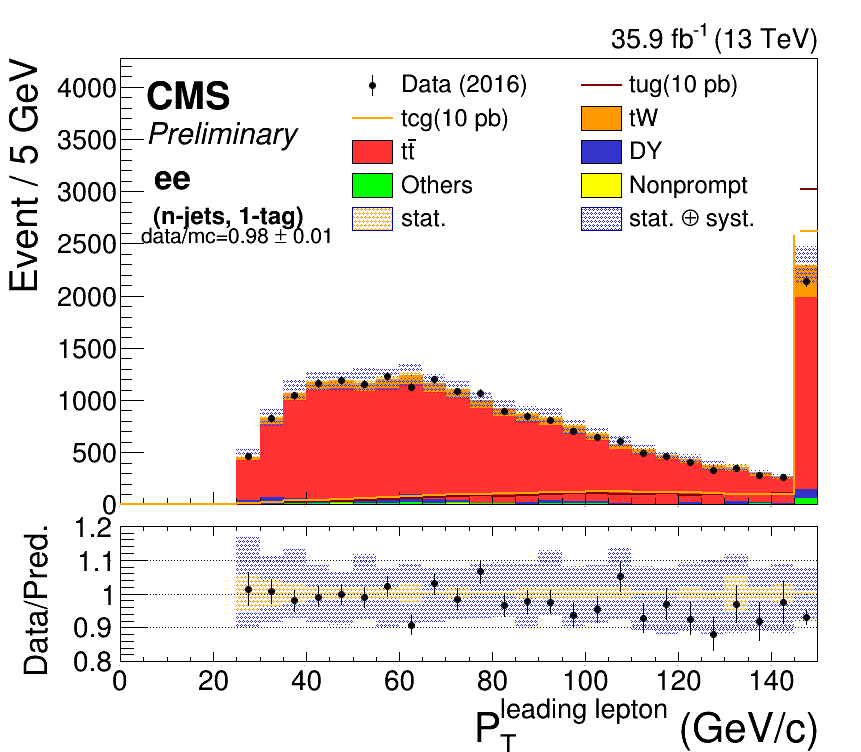 35.9 fb⁻¹ (13 TeV)
Event / 5 GeV
4000
3500
3000
2500
2000
1500
1000
500
0
CMS
Preliminary
ee
(n-jets, 1-tag)
data/mc=0.98 ± 0.01
Data (2016)
tug(10 pb)
tcg(10 pb)
tW
tt̄
DY
Others
Nonprompt
stat.
stat. ⊕ syst.
Data/Pred.
1.2
1.1
1
0.9
0.8
0 20 40 60 80 100 120 140
P_T^leading lepton (GeV/c)